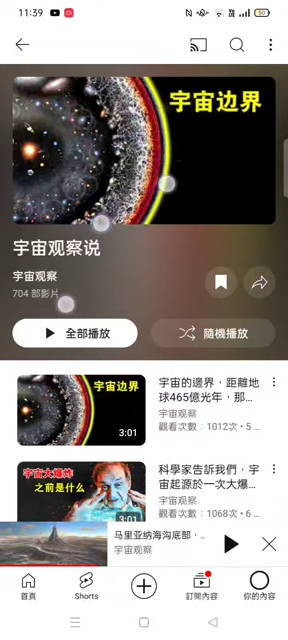 11:39
50
宇宙边界
宇宙观察说
宇宙观察
704 部影片
全部播放
隨機播放
宇宙边界
3:01
宇宙的邊界，距離地
球465億光年，那…
宇宙观察
觀看次數：1012次 • 5 …
宇宙大爆炸
之前是什么
3:01
科學家告訴我們，宇
宙起源於一次大爆…
宇宙观察
觀看次數：1068次 • 6 …
马里亚纳海沟底部，..
宇宙观察
首頁
Shorts
訂閱內容
你的內容